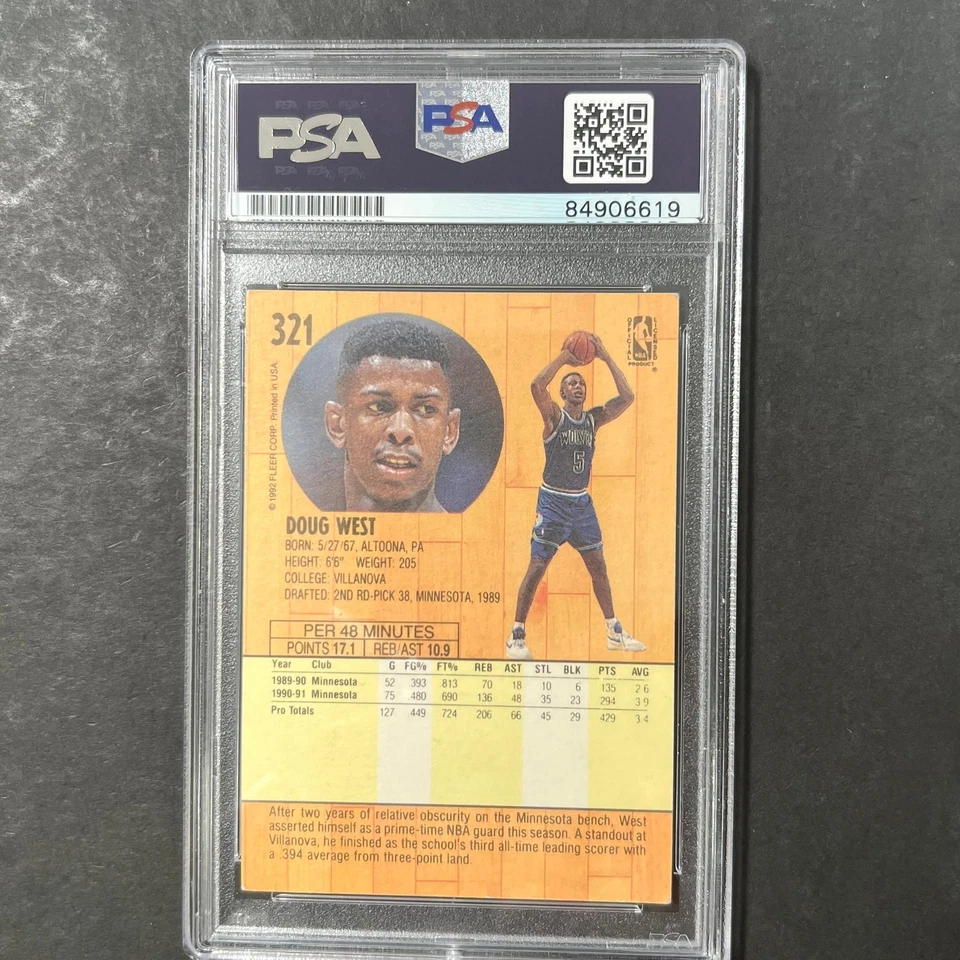 PSA
PSA
84906619
321
OFFICIAL LICENSED
NBA
PRODUCT
®
© 1992 FLEER CORP. Printed in USA
WOLVES
5
DOUG WEST
BORN: 5/27/67, ALTOONA, PA
HEIGHT: 6'6" WEIGHT: 205
COLLEGE: VILLANOVA
DRAFTED: 2ND RD-PICK 38, MINNESOTA, 1989
PER 48 MINUTES
POINTS 17.1 REB/AST 10.9
Year Club G FG% FT% REB AST STL BLK PTS AVG
1989-90 Minnesota 52 .393 .813 70 18 10 6 135 2.6
1990-91 Minnesota 75 .480 .690 136 48 35 23 294 3.9
Pro Totals 127 .449 .724 206 66 45 29 429 3.4
After two years of relative obscurity on the Minnesota bench, West
asserted himself as a prime-time NBA guard this season. A standout at
Villanova, he finished as the school's third all-time leading scorer with
a .394 average from three-point land.
PSA